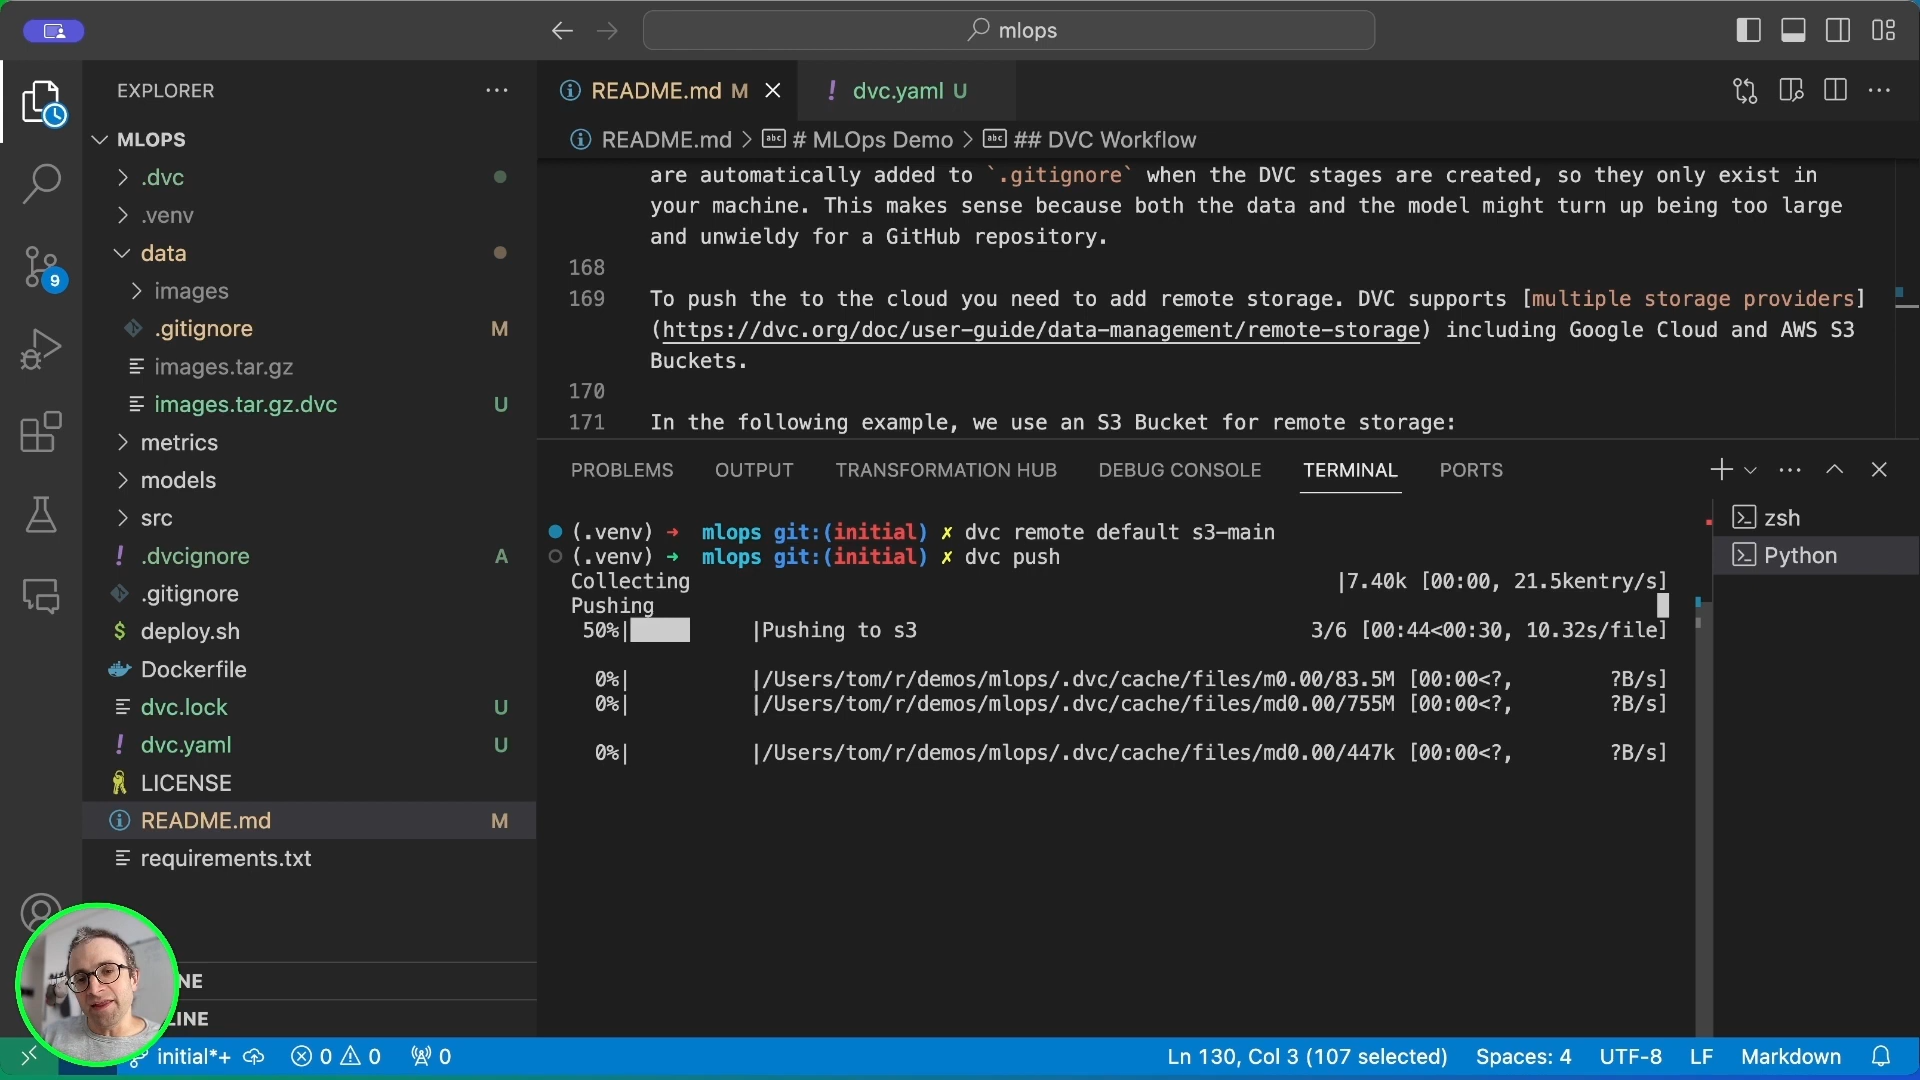 mlops
EXPLORER
MLOPS
.dvc
.venv
data
images
.gitignore M
images.tar.gz
images.tar.gz.dvc U
metrics
models
src
! .dvcignore A
.gitignore
$ deploy.sh
Dockerfile
dvc.lock U
! dvc.yaml U
LICENSE
README.md M
requirements.txt
NE
LINE
9
README.md M
! dvc.yaml U
README.md > # MLOps Demo > ## DVC Workflow
are automatically added to `.gitignore` when the DVC stages are created, so they only exist in
your machine. This makes sense because both the data and the model might turn up being too large
and unwieldy for a GitHub repository.
168
169 To push the to the cloud you need to add remote storage. DVC supports [multiple storage providers]
(https://dvc.org/doc/user-guide/data-management/remote-storage) including Google Cloud and AWS S3
Buckets.
170
171 In the following example, we use an S3 Bucket for remote storage:
PROBLEMS OUTPUT TRANSFORMATION HUB DEBUG CONSOLE TERMINAL PORTS
(.venv) → mlops git:(initial) ✗ dvc remote default s3-main
(.venv) → mlops git:(initial) ✗ dvc push
Collecting |7.40k [00:00, 21.5kentry/s]
Pushing
50%| |Pushing to s3 3/6 [00:44<00:30, 10.32s/file]
0%| |/Users/tom/r/demos/mlops/.dvc/cache/files/m0.00/83.5M [00:00<?, ?B/s]
0%| |/Users/tom/r/demos/mlops/.dvc/cache/files/md0.00/755M [00:00<?, ?B/s]
0%| |/Users/tom/r/demos/mlops/.dvc/cache/files/md0.00/447k [00:00<?, ?B/s]
zsh
Python
initial*+ 0 0 0 Ln 130, Col 3 (107 selected) Spaces: 4 UTF-8 LF Markdown